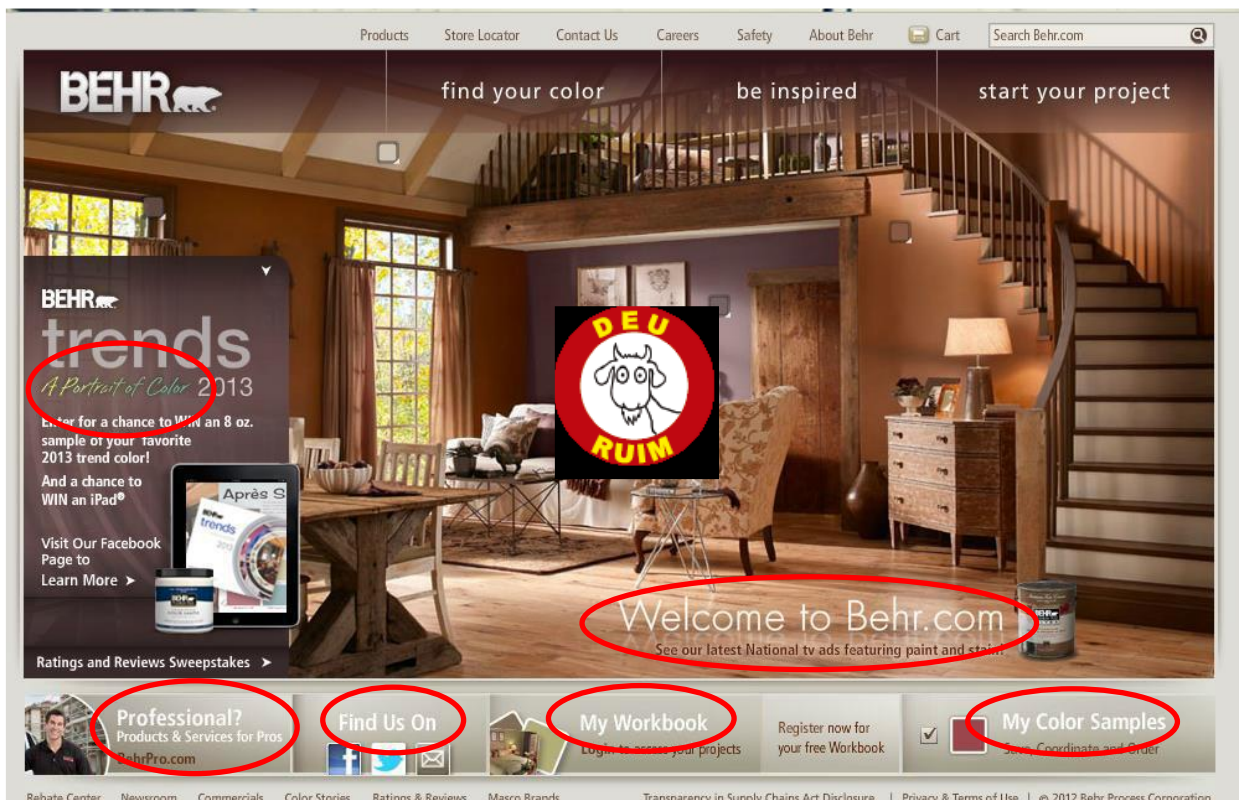 Products Store Locator Contact Us Careers Safety About Behr Cart Search Behr.com
BEHR find your color be inspired start your project
BEHR
trends
A Portrait of Color 2013
Enter for a chance to WIN an 8 oz.
sample of your favorite
2013 trend color!
And a chance to
WIN an iPad®
Visit Our Facebook
Page to
Learn More ➤
Ratings and Reviews Sweepstakes ➤
Après S
BEHR
trends
2013
BEHR
DEU
RUIM
Welcome to Behr.com
See our latest National tv ads featuring paint and stain!
BEHR
Professional?
Products & Services for Pros
BehrPro.com
Find Us On
My Workbook
Login to access your projects
Register now for
your free Workbook
My Color Samples
Save, Coordinate and Order
Rebate Center Newsroom Commercials Color Stories Ratings & Reviews Masco Brands Transparency in Supply Chains Act Disclosure | Privacy & Terms of Use | © 2012 Behr Process Corporation